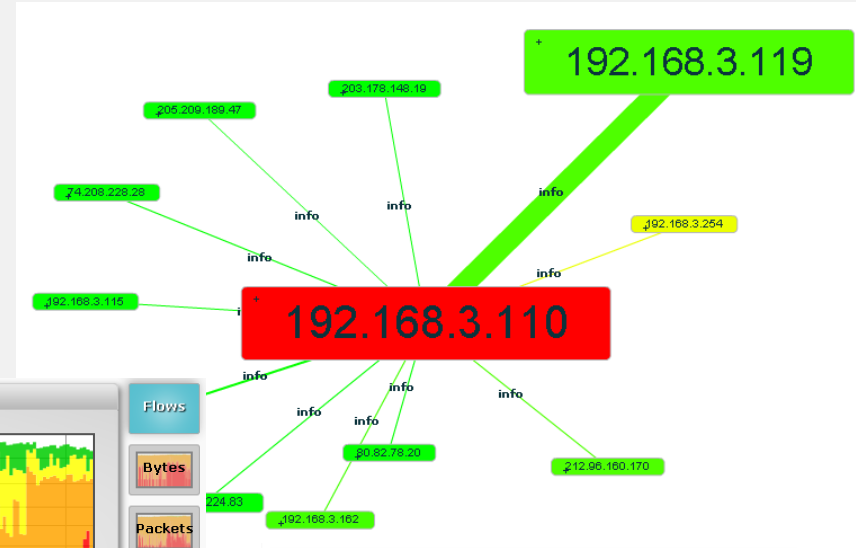 192.168.3.119
203.178.148.19
205.209.189.47
74.208.228.28
info
info
info
192.168.3.254
info
info
192.168.3.115
192.168.3.110
info
info
info
info
info
Flows
80.82.78.20
212.96.160.170
Bytes
224.83
192.168.3.162
Packets